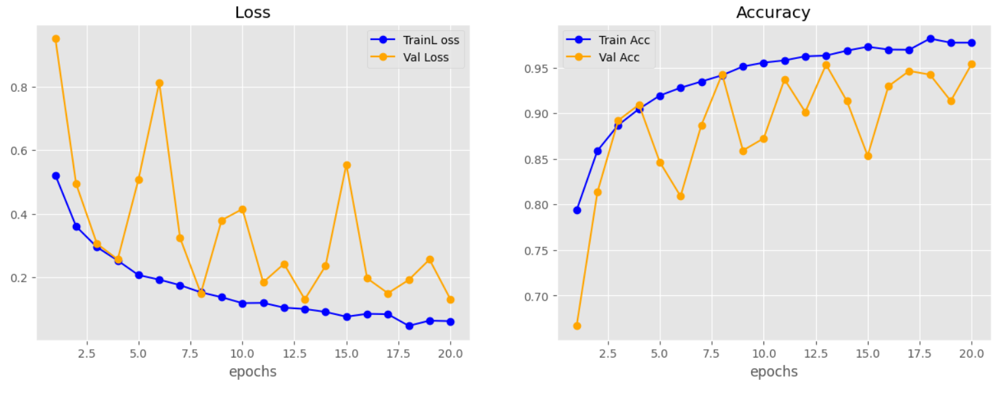 Loss
TrainL oss
Val Loss
0.8
0.6
0.4
0.2
2.5 5.0 7.5 10.0 12.5 15.0 17.5 20.0
epochs
Accuracy
Train Acc
Val Acc
0.95
0.90
0.85
0.80
0.75
0.70
2.5 5.0 7.5 10.0 12.5 15.0 17.5 20.0
epochs